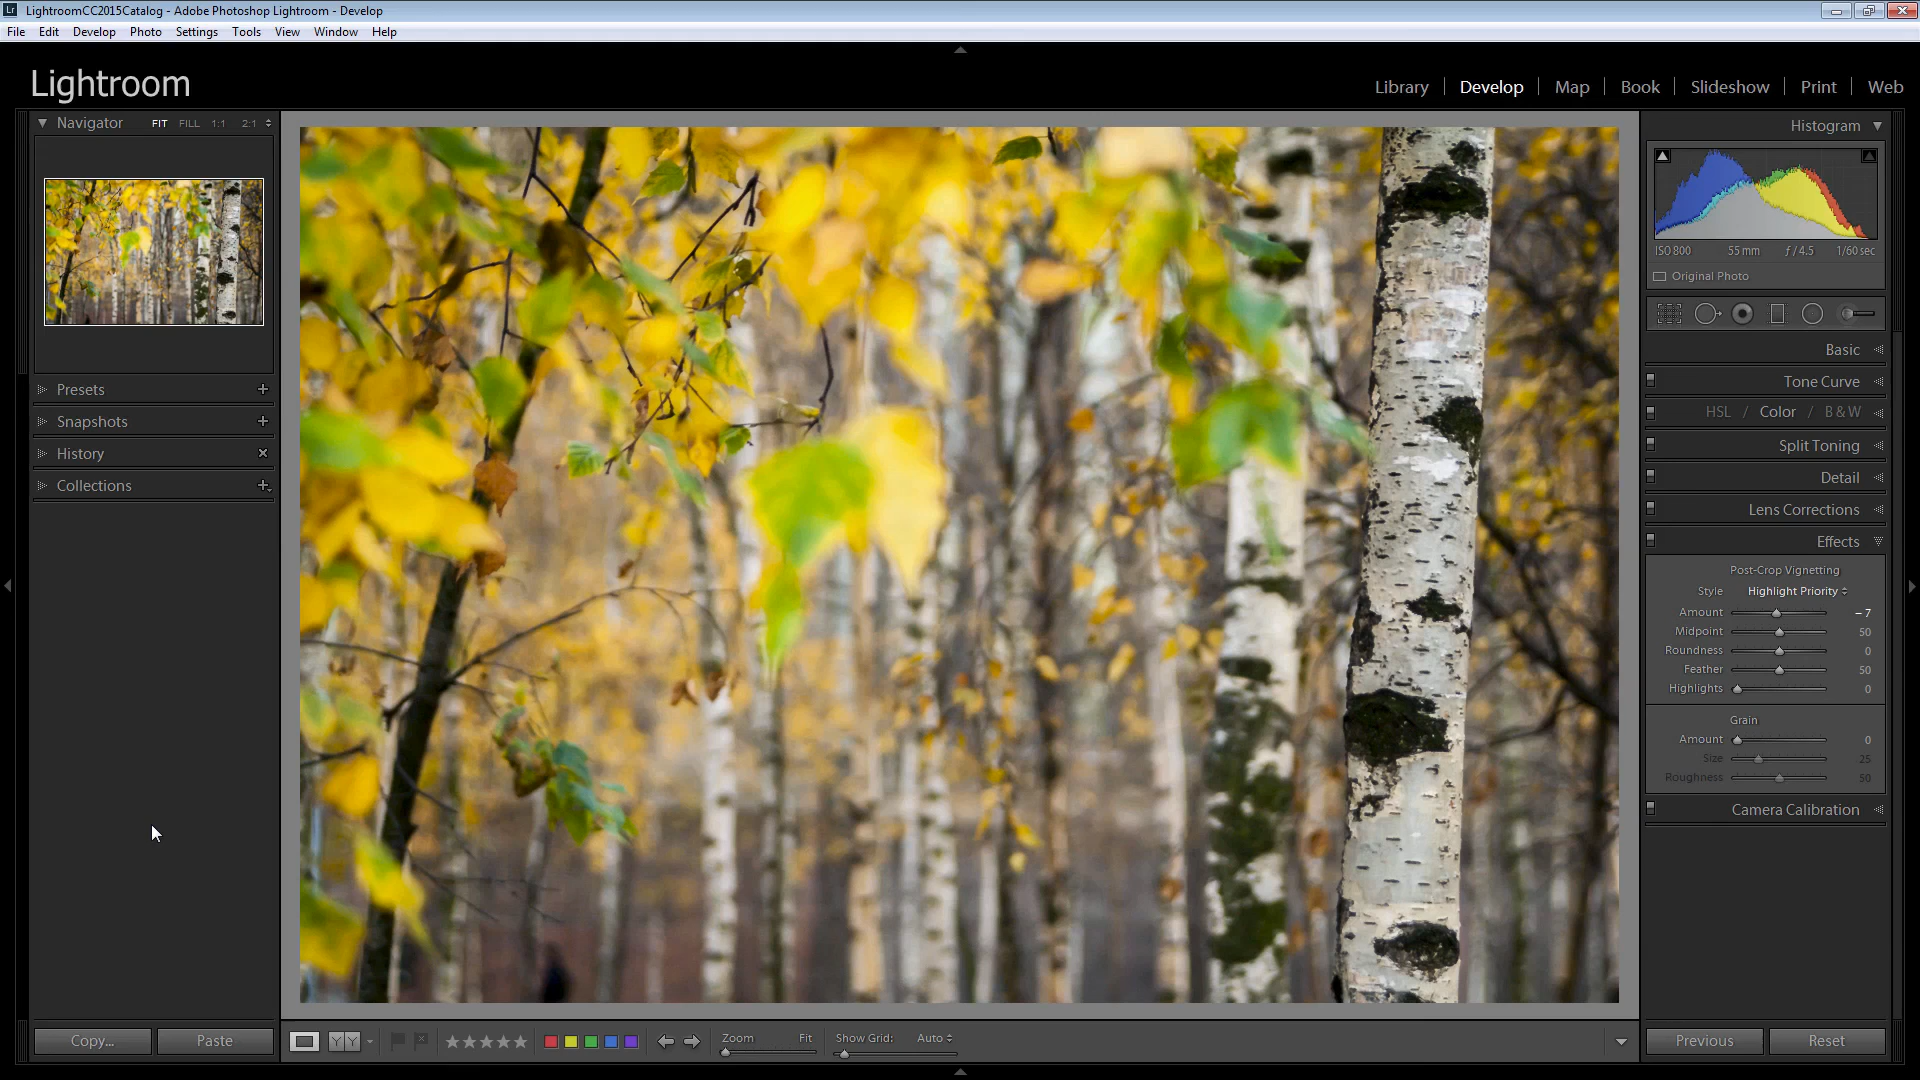 LightroomCC2015Catalog - Adobe Photoshop Lightroom - Develop
File Edit Develop Photo Settings Tools View Window Help
Lightroom
Library Develop Map Book Slideshow Print Web
Navigator FIT FILL 1:1 2:1
Presets
Snapshots
History
Collections
Copy... Paste
Zoom Fit Show Grid: Auto
Histogram
ISO 800 55 mm ƒ / 4.5 1/60 sec
Original Photo
Basic
Tone Curve
HSL / Color / B & W
Split Toning
Detail
Lens Corrections
Effects
Post-Crop Vignetting
Style Highlight Priority
Amount – 7
Midpoint 50
Roundness 0
Feather 50
Highlights 0
Grain
Amount 0
Size 25
Roughness 50
Camera Calibration
Previous Reset